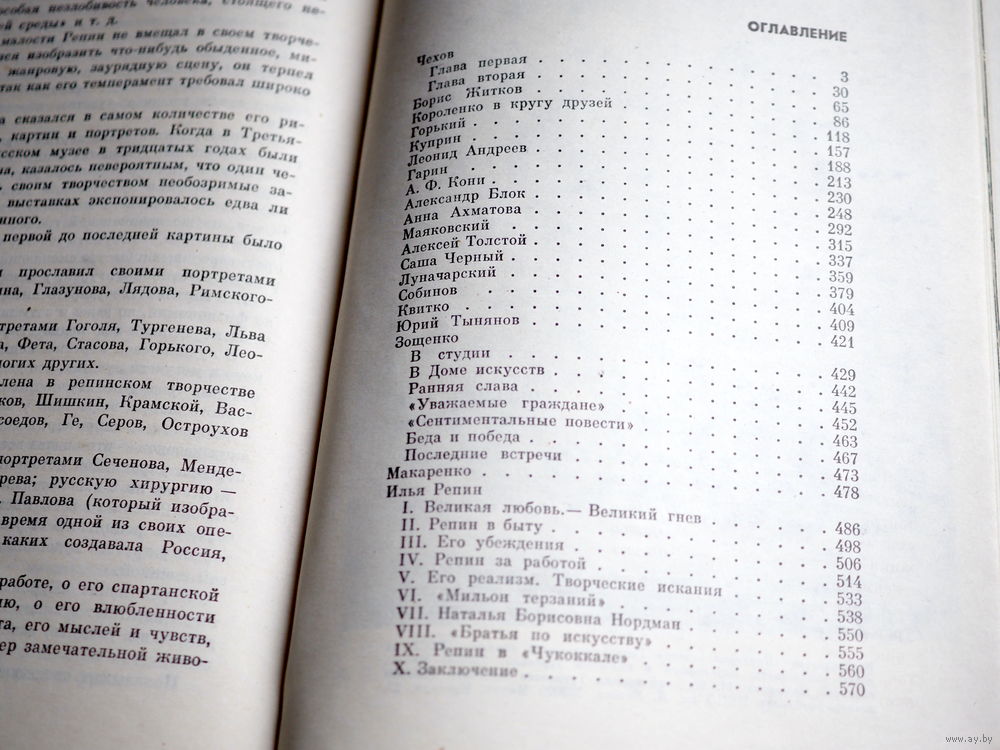 особая незлобивость человека, стоящего
ей среды» и т. д.
малости Репин не вмещал в своем творче-
ся изобразить что-нибудь обыденное, ми-
жанровую, заурядную сцену, он терпел
так как его темперамент требовал широко
а сказался в самом количестве его ри-
, картин и портретов. Когда в Третья-
усском музее в тридцатых годах были
на, казалось невероятным, что один че-
своим творчеством необозримые за-
выставках экспонировалось едва ли
нного.
первой до последней картины было
и прославил своими портретами
ина, Глазунова, Лядова, Римского-
третами Гоголя, Тургенева, Льва
а, Фета, Стасова, Горького, Лео-
ногих других.
лена в репинском творчестве
ков, Шишкин, Крамской, Вас-
соедов, Ге, Серов, Остроухов
портретами Сеченова, Менде-
рева; русскую хирургию —
Павлова (который изобра-
время одной из своих опе-
каких создавала Россия,
работе, о его спартанской
ию, о его влюбленности
та, его мыслей и чувств,
ер замечательной живо-
ОГЛАВЛЕНИЕ
Чехов
Глава первая . . . 3
Глава вторая . . . 30
Борис Житков . . . 65
Короленко в кругу друзей . . . 86
Горький . . . 118
Куприн . . . 157
Леонид Андреев . . . 188
Гарин . . . 213
А. Ф. Кони . . . 230
Александр Блок . . . 248
Анна Ахматова . . . 292
Маяковский . . . 315
Алексей Толстой . . . 337
Саша Черный . . . 359
Луначарский . . . 379
Собинов . . . 404
Квитко . . . 409
Юрий Тынянов . . . 421
Зощенко
В студии . . . 429
В Доме искусств . . . 442
Ранняя слава . . . 445
«Уважаемые граждане» . . . 452
«Сентиментальные повести» . . . 463
Беда и победа . . . 467
Последние встречи . . . 473
Макаренко . . . 478
Илья Репин
I. Великая любовь.— Великий гнев . . . 486
II. Репин в быту . . . 498
III. Его убеждения . . . 506
IV. Репин за работой . . . 514
V. Его реализм. Творческие искания . . . 533
VI. «Мильон терзаний» . . . 538
VII. Наталья Борисовна Нордман . . . 550
VIII. «Братья по искусству» . . . 555
IX. Репин в «Чукоккале» . . . 560
X. Заключение . . . 570
www.ay.by